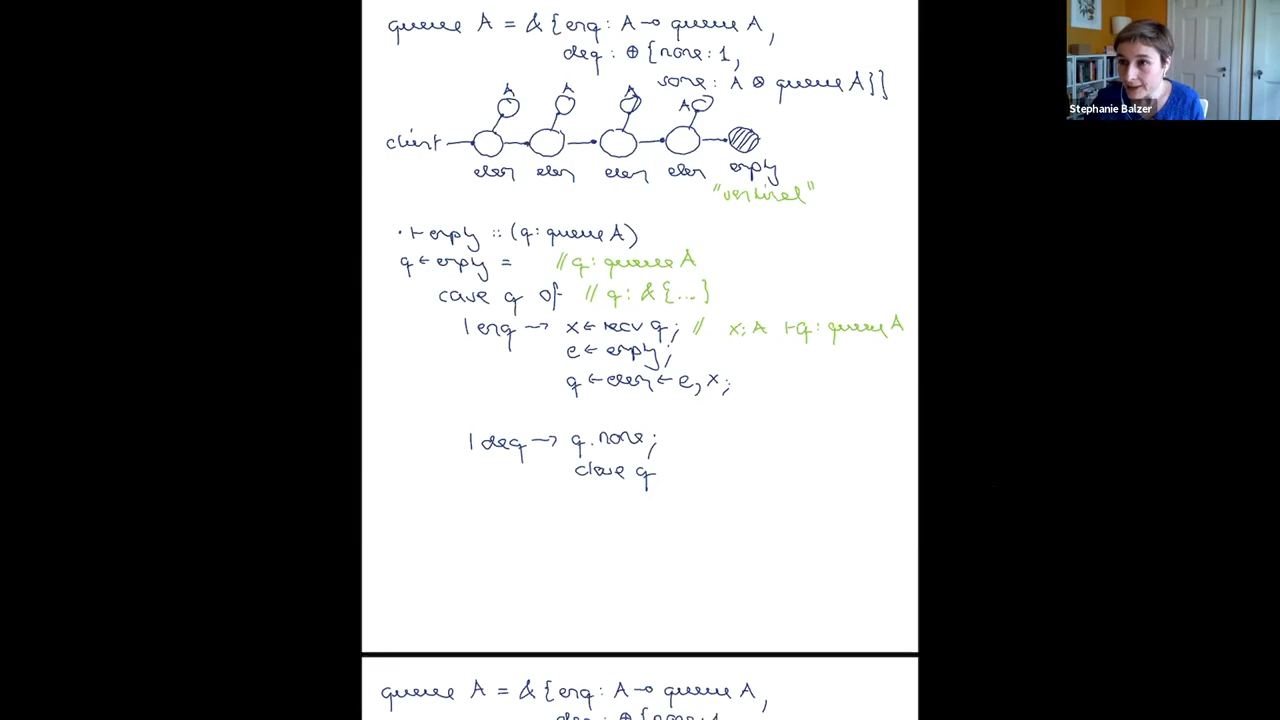 queue A = & { enq : A ⊸ queue A ,
deq : ⊕ { none : 1 ,
some : A ⊗ queue A } }
A A A A
client
elem elem elem elem empty
"sentinel"
· ⊢ empty :: (q : queue A)
q ← empty = // q : queue A
case q of // q : & { ... }
| enq → x ← recv q ; // x : A ⊢ q : queue A
e ← empty ;
q ← elem ← e, x ;
| deq → q . none ;
close q
queue A = & { enq : A ⊸ queue A ,
Stephanie Balzer